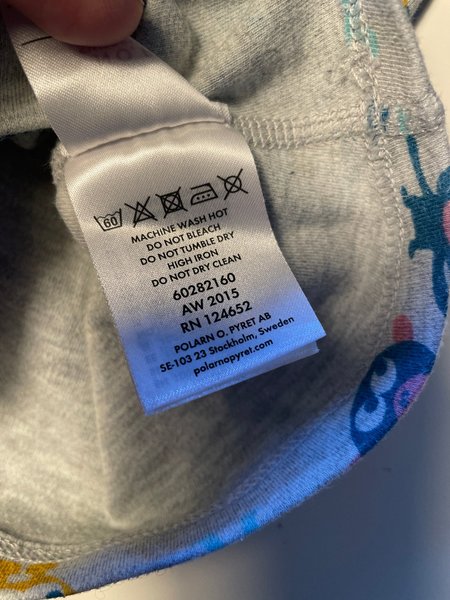 60
MACHINE WASH HOT
DO NOT BLEACH
DO NOT TUMBLE DRY
HIGH IRON
DO NOT DRY CLEAN
60282160
AW 2015
RN 124652
POLARN O. PYRET AB
SE-103 23 Stockholm, Sweden
polarnopyret.com